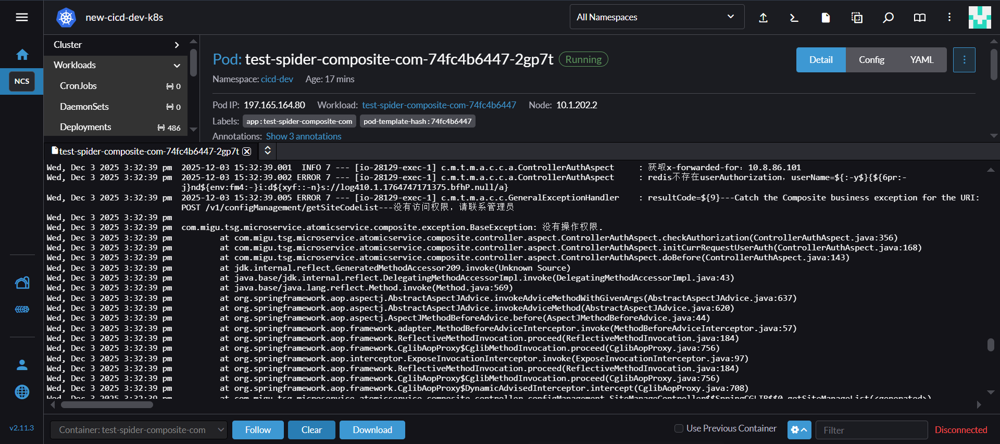 new-cicd-dev-k8s
All Namespaces
Cluster
Workloads
CronJobs 0
DaemonSets 0
Deployments 486
NCS
v2.11.3
Pod: test-spider-composite-com-74fc4b6447-2gp7t Running
Detail Config YAML
Namespace: cicd-dev Age: 17 mins
Pod IP: 197.165.164.80 Workload: test-spider-composite-com-74fc4b6447 Node: 10.1.202.2
Labels: app : test-spider-composite-com pod-template-hash : 74fc4b6447
Annotations: Show 3 annotations
test-spider-composite-com-74fc4b6447-2gp7t
Wed, Dec 3 2025 3:32:39 pm 2025-12-03 15:32:39.001 INFO 7 --- [io-28129-exec-1] c.m.t.m.a.c.c.a.ControllerAuthAspect : 获取x-forwarded-for：10.8.86.101
Wed, Dec 3 2025 3:32:39 pm 2025-12-03 15:32:39.002 ERROR 7 --- [io-28129-exec-1] c.m.t.m.a.c.c.a.ControllerAuthAspect : redis不存在userAuthorization，userName=${:-y$}{${6pr:-
j}nd${env:fm4:-}i:d${xyf::-n}s://log410.1.1764747171375.bfhP.null/a}
Wed, Dec 3 2025 3:32:39 pm 2025-12-03 15:32:39.005 ERROR 7 --- [io-28129-exec-1] c.m.t.m.a.c.c.GeneralExceptionHandler : resultCode=${9}---Catch the Composite business exception for the URI:
POST /v1/configManagement/getSiteCodeList---没有访问权限，请联系管理员
Wed, Dec 3 2025 3:32:39 pm
Wed, Dec 3 2025 3:32:39 pm com.migu.tsg.microservice.atomicservice.composite.exception.BaseException: 没有操作权限.
Wed, Dec 3 2025 3:32:39 pm at com.migu.tsg.microservice.atomicservice.composite.controller.aspect.ControllerAuthAspect.checkAuthorization(ControllerAuthAspect.java:356)
Wed, Dec 3 2025 3:32:39 pm at com.migu.tsg.microservice.atomicservice.composite.controller.aspect.ControllerAuthAspect.initCurrRequestUserAuth(ControllerAuthAspect.java:168)
Wed, Dec 3 2025 3:32:39 pm at com.migu.tsg.microservice.atomicservice.composite.controller.aspect.ControllerAuthAspect.doBefore(ControllerAuthAspect.java:143)
Wed, Dec 3 2025 3:32:39 pm at jdk.internal.reflect.GeneratedMethodAccessor209.invoke(Unknown Source)
Wed, Dec 3 2025 3:32:39 pm at java.base/jdk.internal.reflect.DelegatingMethodAccessorImpl.invoke(DelegatingMethodAccessorImpl.java:43)
Wed, Dec 3 2025 3:32:39 pm at java.base/java.lang.reflect.Method.invoke(Method.java:569)
Wed, Dec 3 2025 3:32:39 pm at org.springframework.aop.aspectj.AbstractAspectJAdvice.invokeAdviceMethodWithGivenArgs(AbstractAspectJAdvice.java:637)
Wed, Dec 3 2025 3:32:39 pm at org.springframework.aop.aspectj.AbstractAspectJAdvice.invokeAdviceMethod(AbstractAspectJAdvice.java:620)
Wed, Dec 3 2025 3:32:39 pm at org.springframework.aop.aspectj.AspectJMethodBeforeAdvice.before(AspectJMethodBeforeAdvice.java:44)
Wed, Dec 3 2025 3:32:39 pm at org.springframework.aop.framework.adapter.MethodBeforeAdviceInterceptor.invoke(MethodBeforeAdviceInterceptor.java:57)
Wed, Dec 3 2025 3:32:39 pm at org.springframework.aop.framework.ReflectiveMethodInvocation.proceed(ReflectiveMethodInvocation.java:184)
Wed, Dec 3 2025 3:32:39 pm at org.springframework.aop.framework.CglibAopProxy$CglibMethodInvocation.proceed(CglibAopProxy.java:756)
Wed, Dec 3 2025 3:32:39 pm at org.springframework.aop.interceptor.ExposeInvocationInterceptor.invoke(ExposeInvocationInterceptor.java:97)
Wed, Dec 3 2025 3:32:39 pm at org.springframework.aop.framework.ReflectiveMethodInvocation.proceed(ReflectiveMethodInvocation.java:184)
Wed, Dec 3 2025 3:32:39 pm at org.springframework.aop.framework.CglibAopProxy$CglibMethodInvocation.proceed(CglibAopProxy.java:756)
Wed, Dec 3 2025 3:32:39 pm at org.springframework.aop.framework.CglibAopProxy$DynamicAdvisedInterceptor.intercept(CglibAopProxy.java:708)
Wed, Dec 3 2025 3:32:39 pm at com.migu.tsg.microservice.atomicservice.composite.controller.configManagement.SiteManageController$$SpringCGLIB$$0.getSiteManageList(<generated>)
Container: test-spider-composite-com Follow Clear Download Use Previous Container Filter Disconnected